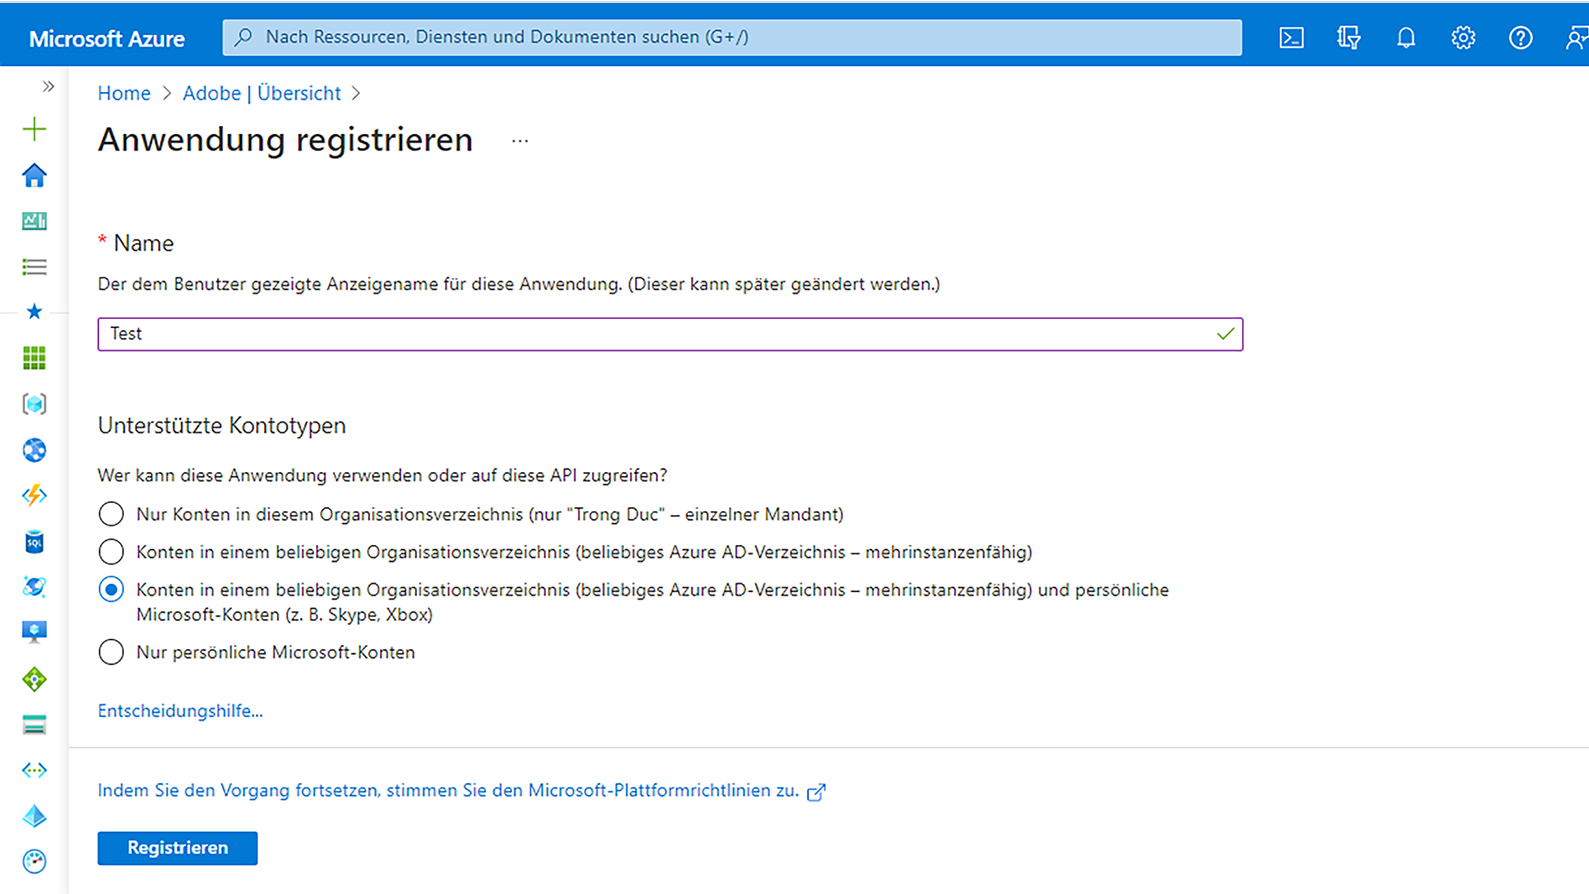 Microsoft Azure
Nach Ressourcen, Diensten und Dokumenten suchen (G+/)
Home > Adobe | Übersicht >
Anwendung registrieren ...
* Name
Der dem Benutzer gezeigte Anzeigename für diese Anwendung. (Dieser kann später geändert werden.)
Test
Unterstützte Kontotypen
Wer kann diese Anwendung verwenden oder auf diese API zugreifen?
Nur Konten in diesem Organisationsverzeichnis (nur "Trong Duc" – einzelner Mandant)
Konten in einem beliebigen Organisationsverzeichnis (beliebiges Azure AD-Verzeichnis – mehrinstanzenfähig)
Konten in einem beliebigen Organisationsverzeichnis (beliebiges Azure AD-Verzeichnis – mehrinstanzenfähig) und persönliche
Microsoft-Konten (z. B. Skype, Xbox)
Nur persönliche Microsoft-Konten
SQL
Entscheidungshilfe...
Indem Sie den Vorgang fortsetzen, stimmen Sie den Microsoft-Plattformrichtlinien zu.
Registrieren